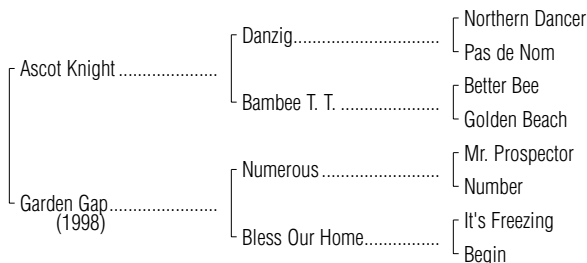 Northern Dancer
Danzig
Pas de Nom
Ascot Knight
Better Bee
Bambee T. T.
Golden Beach
Mr. Prospector
Numerous
Number
Garden Gap
(1998)
It's Freezing
Bless Our Home
Begin